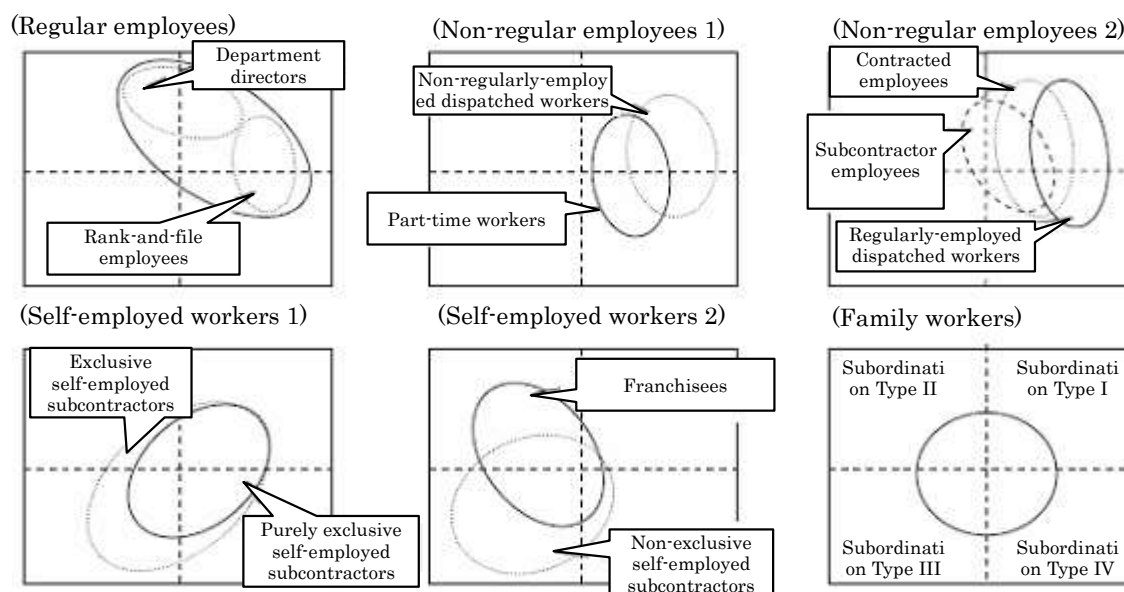 (Regular employees)
Department
directors
Rank-and-file
employees
(Non-regular employees 1)
Non-regularly-employ
ed dispatched workers
Part-time workers
(Non-regular employees 2)
Contracted
employees
Subcontractor
employees
Regularly-employed
dispatched workers
(Self-employed workers 1)
Exclusive
self-employed
subcontractors
Purely exclusive
self-employed
subcontractors
(Self-employed workers 2)
Franchisees
Non-exclusive
self-employed
subcontractors
(Family workers)
Subordinati
on Type II
Subordinati
on Type I
Subordinati
on Type III
Subordinati
on Type IV